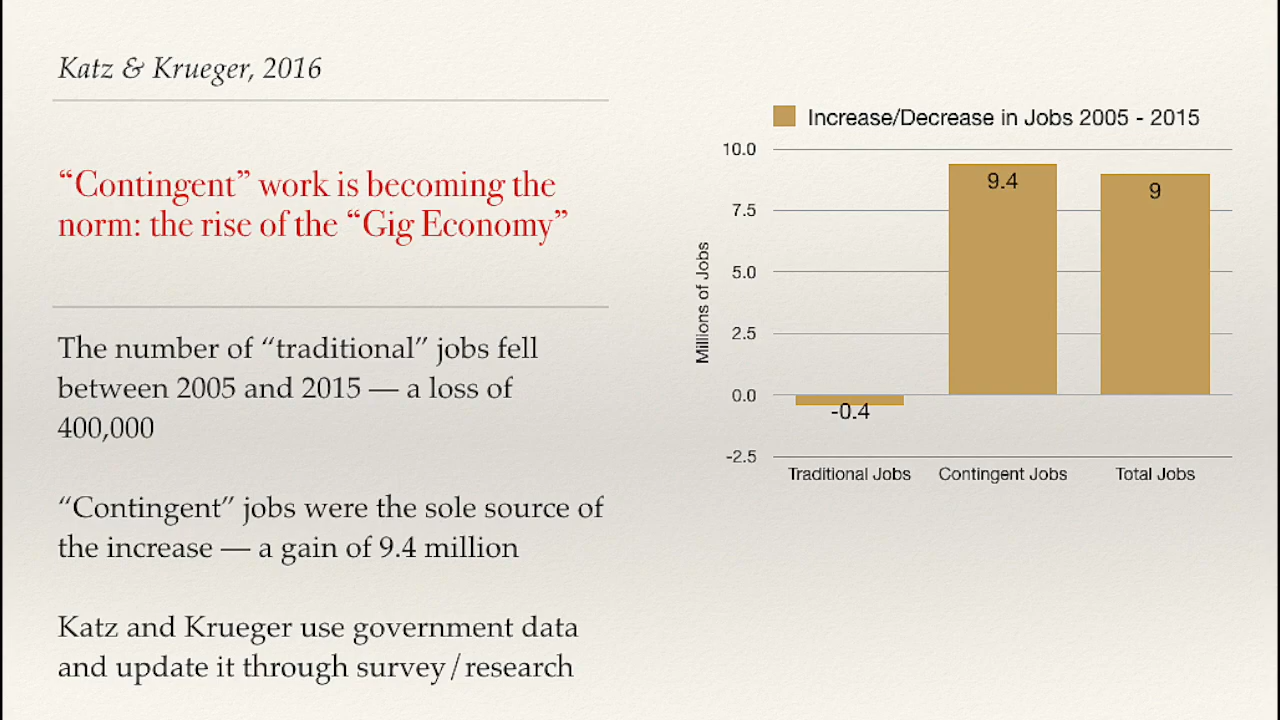 Katz & Krueger, 2016
“Contingent” work is becoming the
norm: the rise of the “Gig Economy”
The number of “traditional” jobs fell
between 2005 and 2015 — a loss of
400,000
“Contingent” jobs were the sole source of
the increase — a gain of 9.4 million
Katz and Krueger use government data
and update it through survey/research
Increase/Decrease in Jobs 2005 - 2015
Millions of Jobs
10.0
7.5
5.0
2.5
0.0
-2.5
-0.4
9.4
9
Traditional Jobs
Contingent Jobs
Total Jobs